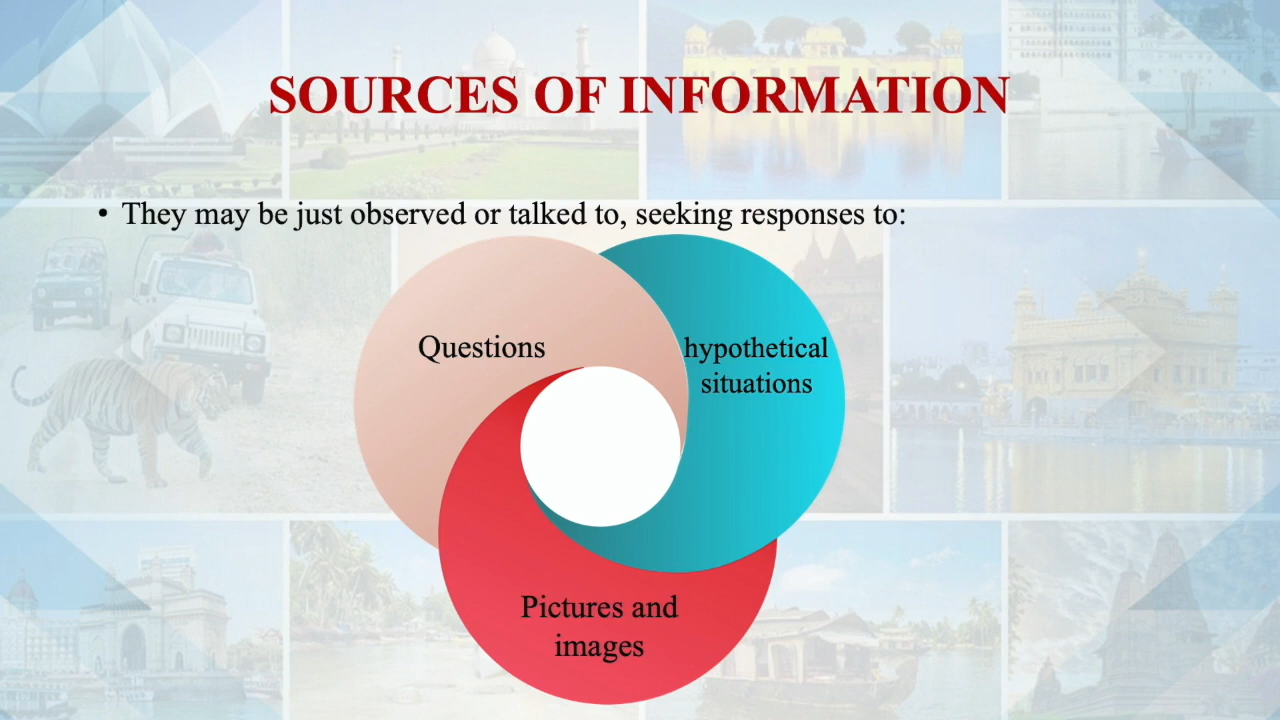 SOURCES OF INFORMATION
• They may be just observed or talked to, seeking responses to:
Questions
hypothetical
situations
Pictures and
images